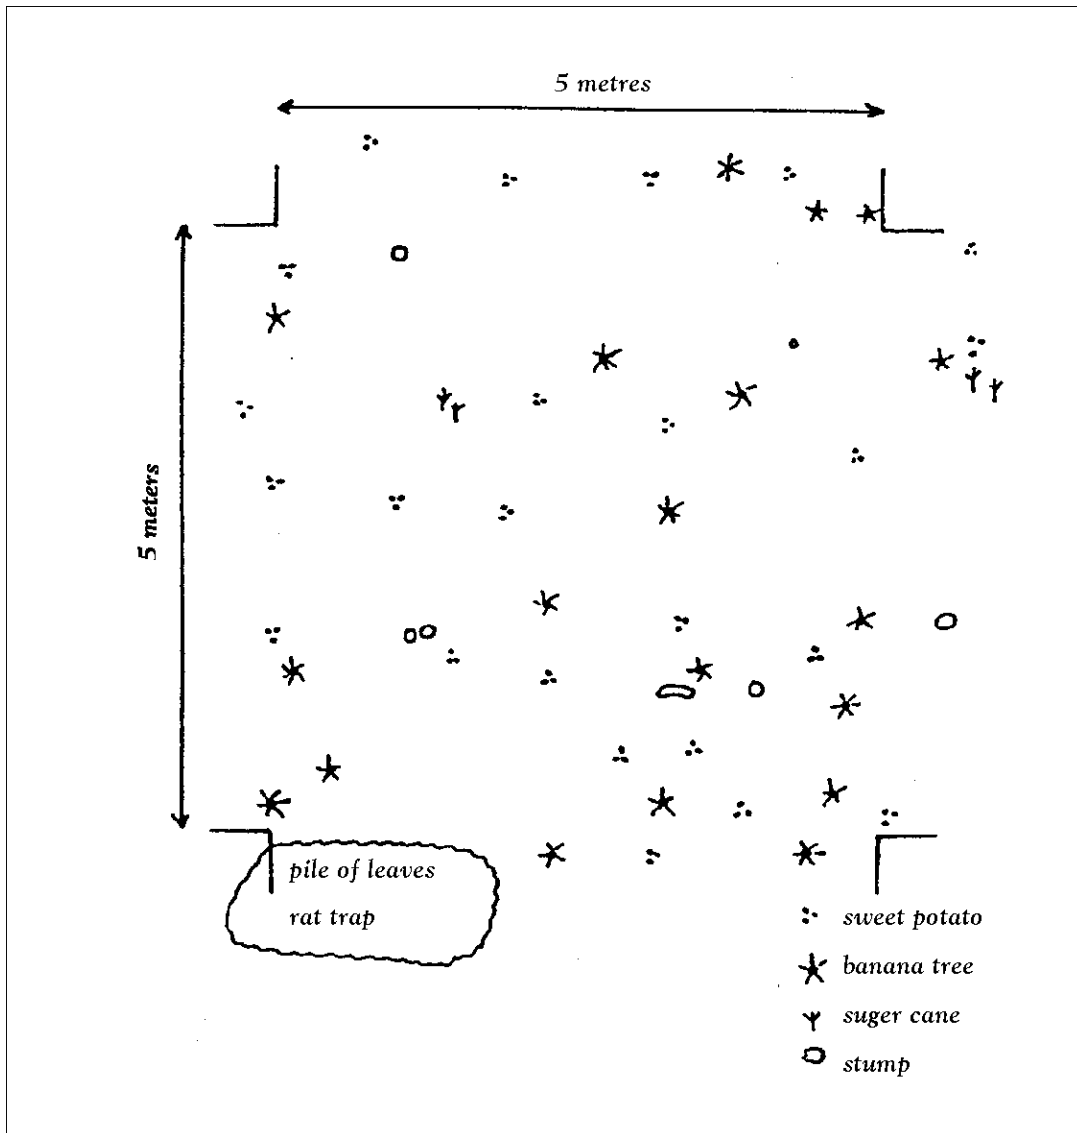 5 metres
5 meters
pile of leaves
rat trap
sweet potato
banana tree
suger cane
stump